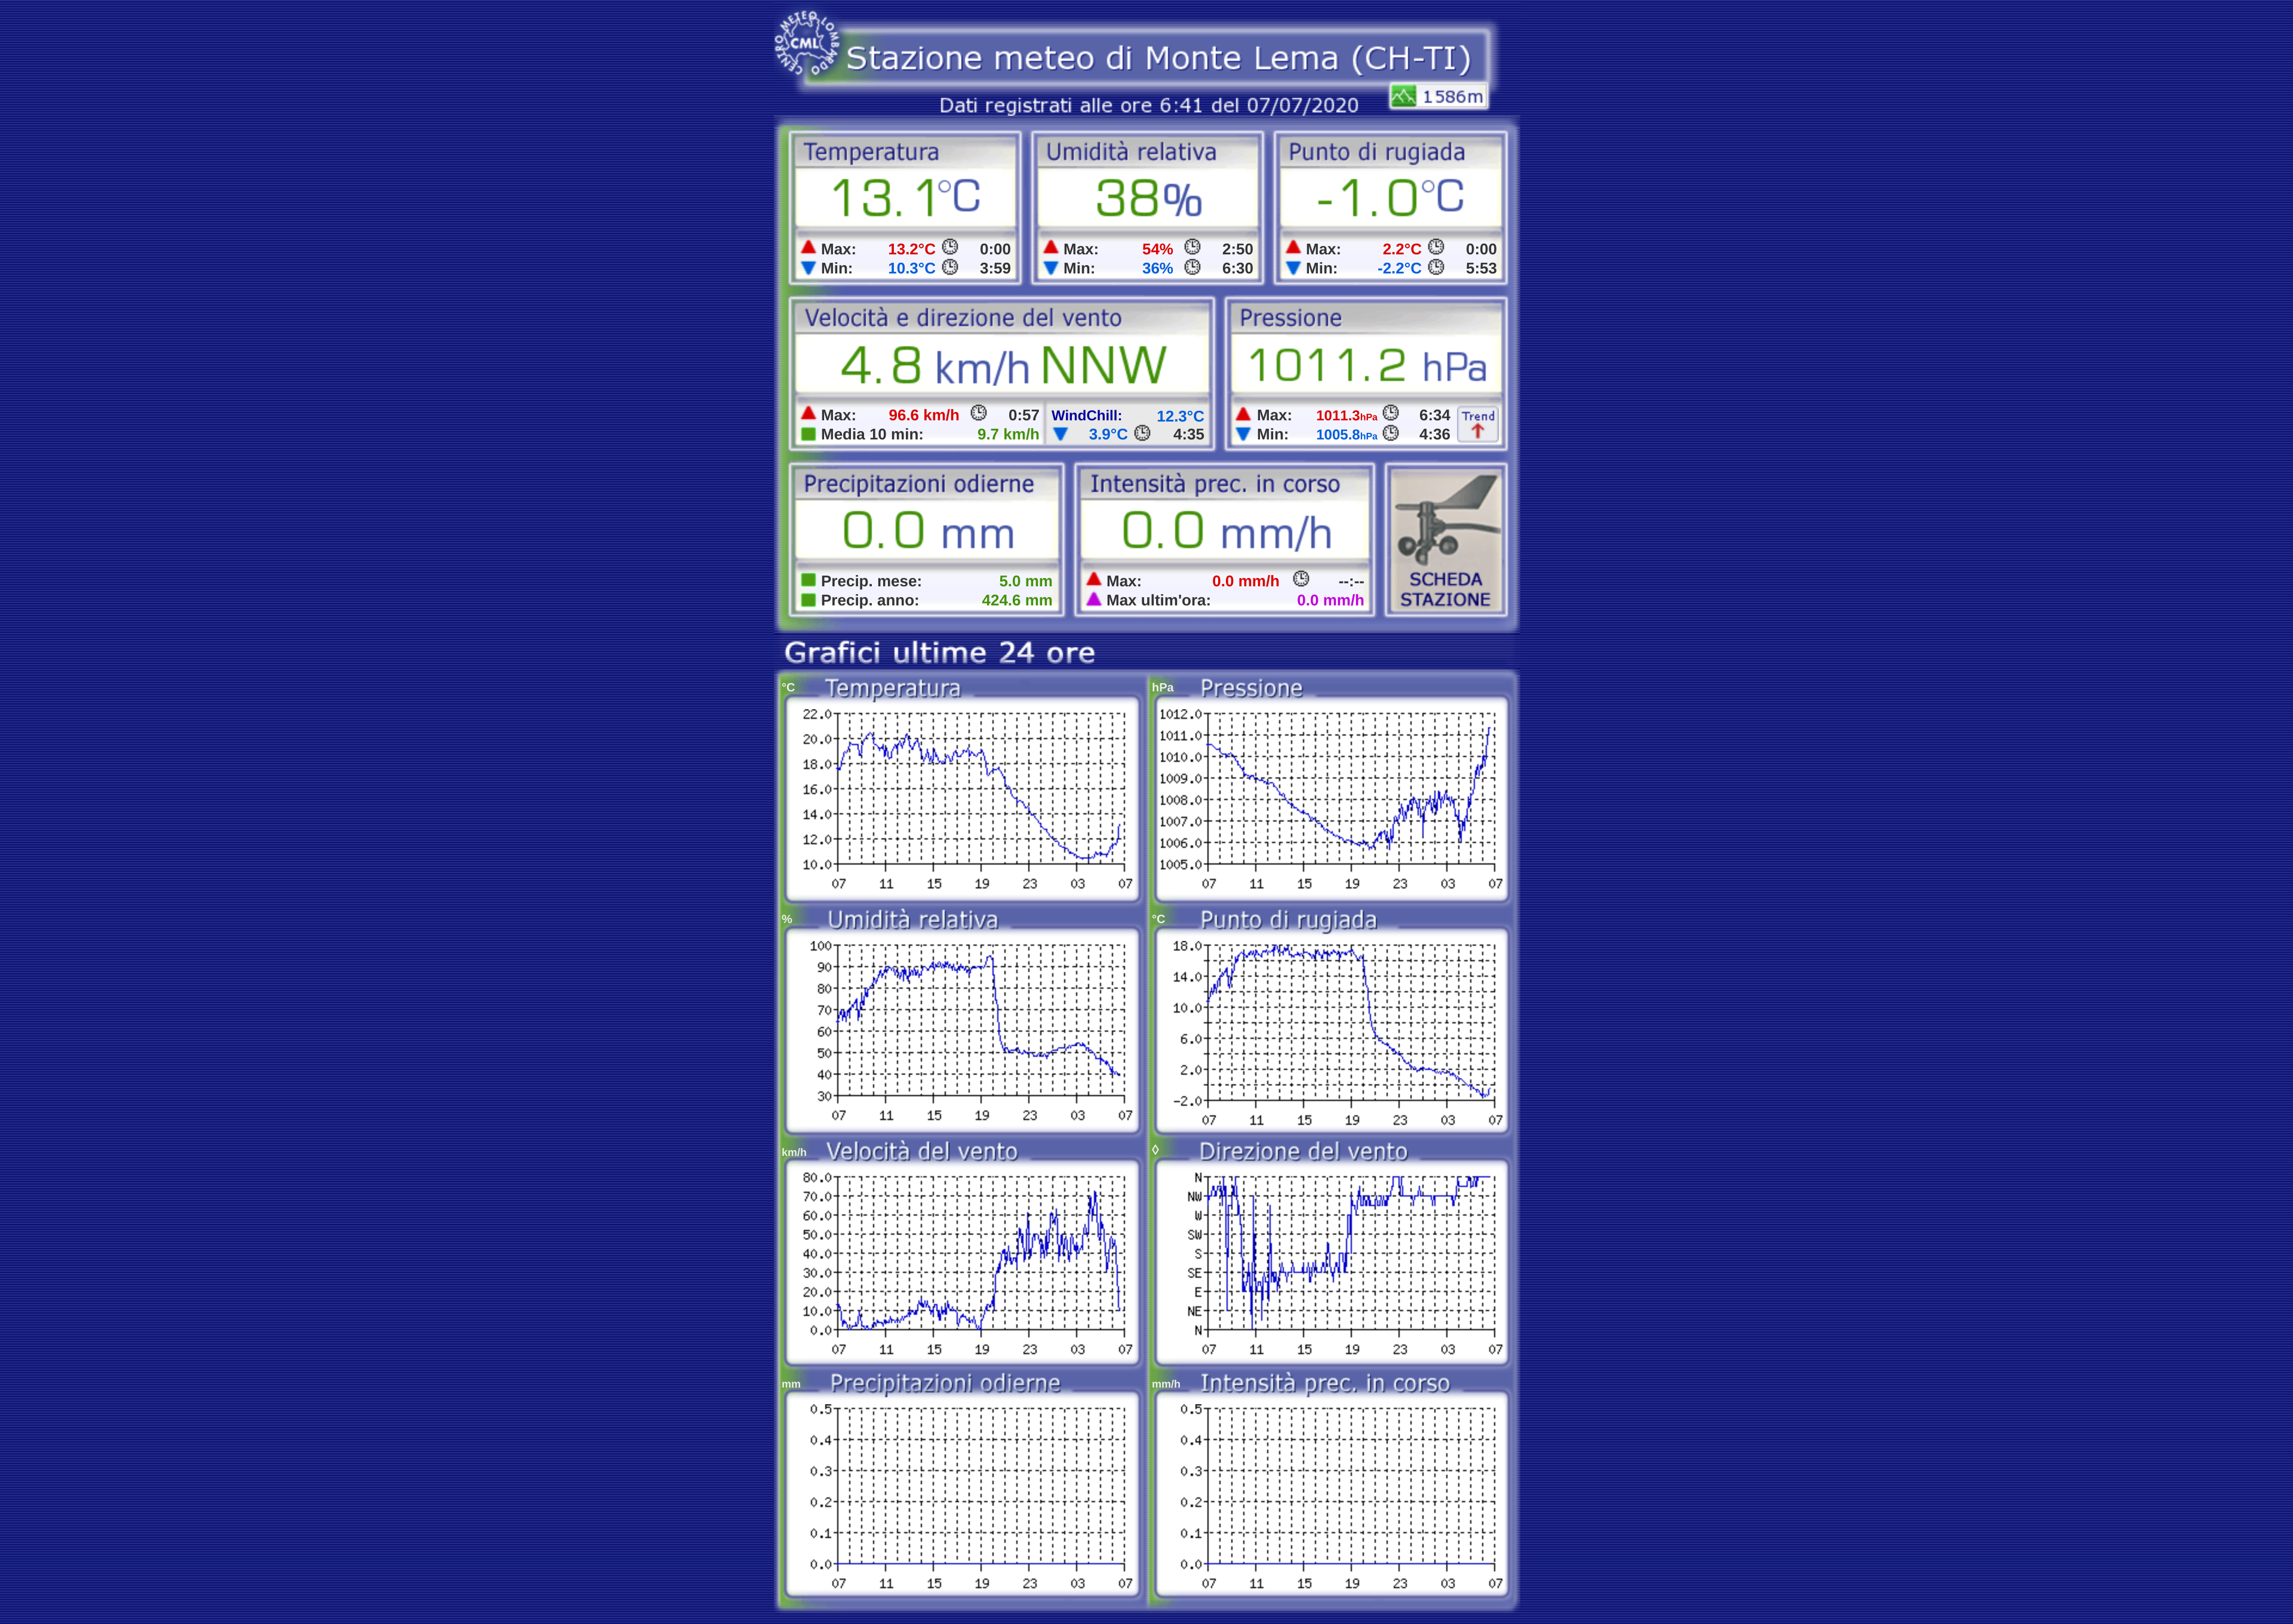 CENTRO METEO LOMBARDO
CML
Stazione meteo di Monte Lema (CH-TI)
1586m
Dati registrati alle ore 6:41 del 07/07/2020
Temperatura Umidità relativa Punto di rugiada
13.1°C 38% -1.0°C
Max: 13.2°C 0:00 Max: 54% 2:50 Max: 2.2°C 0:00
Min: 10.3°C 3:59 Min: 36% 6:30 Min: -2.2°C 5:53
Velocità e direzione del vento Pressione
4.8 km/h NNW 1011.2 hPa
Max: 96.6 km/h 0:57 WindChill: 12.3°C Max: 1011.3hPa 6:34 Trend
Media 10 min: 9.7 km/h 3.9°C 4:35 Min: 1005.8hPa 4:36
Precipitazioni odierne Intensità prec. in corso
0.0 mm 0.0 mm/h
Precip. mese: 5.0 mm Max: 0.0 mm/h --:-- SCHEDA
Precip. anno: 424.6 mm Max ultim'ora: 0.0 mm/h STAZIONE
Grafici ultime 24 ore
°C Temperatura
22.0
20.0
18.0
16.0
14.0
12.0
10.0
07 11 15 19 23 03 07
hPa Pressione
1012.0
1011.0
1010.0
1009.0
1008.0
1007.0
1006.0
1005.0
07 11 15 19 23 03 07
% Umidità relativa
100
90
80
70
60
50
40
30
07 11 15 19 23 03 07
°C Punto di rugiada
18.0
14.0
10.0
6.0
2.0
-2.0
07 11 15 19 23 03 07
km/h Velocità del vento
80.0
70.0
60.0
50.0
40.0
30.0
20.0
10.0
0.0
07 11 15 19 23 03 07
◊ Direzione del vento
N
NW
W
SW
S
SE
E
NE
N
07 11 15 19 23 03 07
mm Precipitazioni odierne
0.5
0.4
0.3
0.2
0.1
0.0
07 11 15 19 23 03 07
mm/h Intensità prec. in corso
0.5
0.4
0.3
0.2
0.1
0.0
07 11 15 19 23 03 07